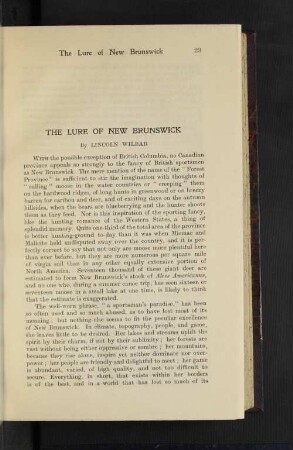 The Lure of New Brunswick 33
THE LURE OF NEW BRUNSWICK
By LINCOLN WILBAR
WITH the possible exception of British Columbia, no Canadian
province appeals so strongly to the fancy of British sportsmen
as New Brunswick. The mere mention of the name of the "Forest
Province" is sufficient to stir the imagination with thoughts of
"calling" moose in the water countries or "creeping" them
on the hardwood ridges, of long hunts in greenwood or on
barren for caribou and deer, and of exciting days on the autumn
hillsides, when the bears are blueberrying and the hunter shoots
them as they feed. Nor is this inspiration of the sporting fancy,
like the hunting romance of the Western States, a thing of
splendid memory. Quite one-third of the total area of the province
is better hunting-ground to-day than it was when Micmac and
Malicite held undisputed sway over the country, and it is per-
fectly correct to say that not only are moose more plentiful here
than ever before, but they are more numerous per square mile
of virgin soil than in any other equally extensive portion of
North America. Seventeen thousand of these giant deer are
estimated to form New Brunswick's stock of Alces Americanus,
and no one who, during a summer canoe trip, has seen sixteen or
seventeen moose in a small lake at one time, is likely to think
that the estimate is exaggerated.
The well-worn phrase, "a sportsman's paradise," has been
so often used and so much abused, as to have lost most of its
meaning; but nothing else seems to fit the peculiar excellence
of New Brunswick. In climate, topography, people, and game,
she leaves little to be desired. Her lakes and streams uplift the
spirit by their charm, if not by their sublimity; her forests are
vast without being either oppressive or sombre; her mountains,
because they rise alone, inspire yet neither dominate nor over-
power; her people are friendly and delightful to meet; her game
is abundant, varied, of high quality, and not too difficult to
secure. Everything, in short, that exists within her borders
is of the best, and in a world that has lost so much of its